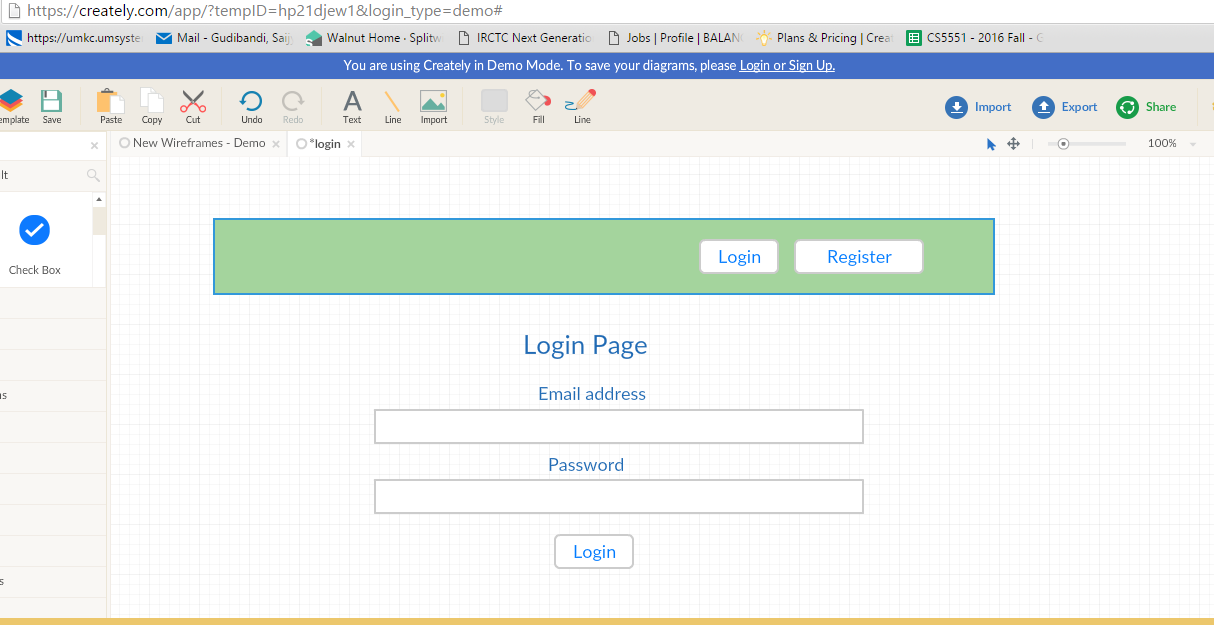 https://creately.com/app/?tempID=hp21djew1&login_type=demo#
https://umkc.umsyste Mail - Gudibandi, Saij Walnut Home · Splitw IRCTC Next Generatio Jobs | Profile | BALAN Plans & Pricing | Crea CS5551 - 2016 Fall - G
You are using Creately in Demo Mode. To save your diagrams, please Login or Sign Up.
emplate Save Paste Copy Cut Undo Redo Text Line Import Style Fill Line Import Export Share
New Wireframes - Demo *login 100%
lt
Check Box
Login Register
Login Page
Email address
Password
Login